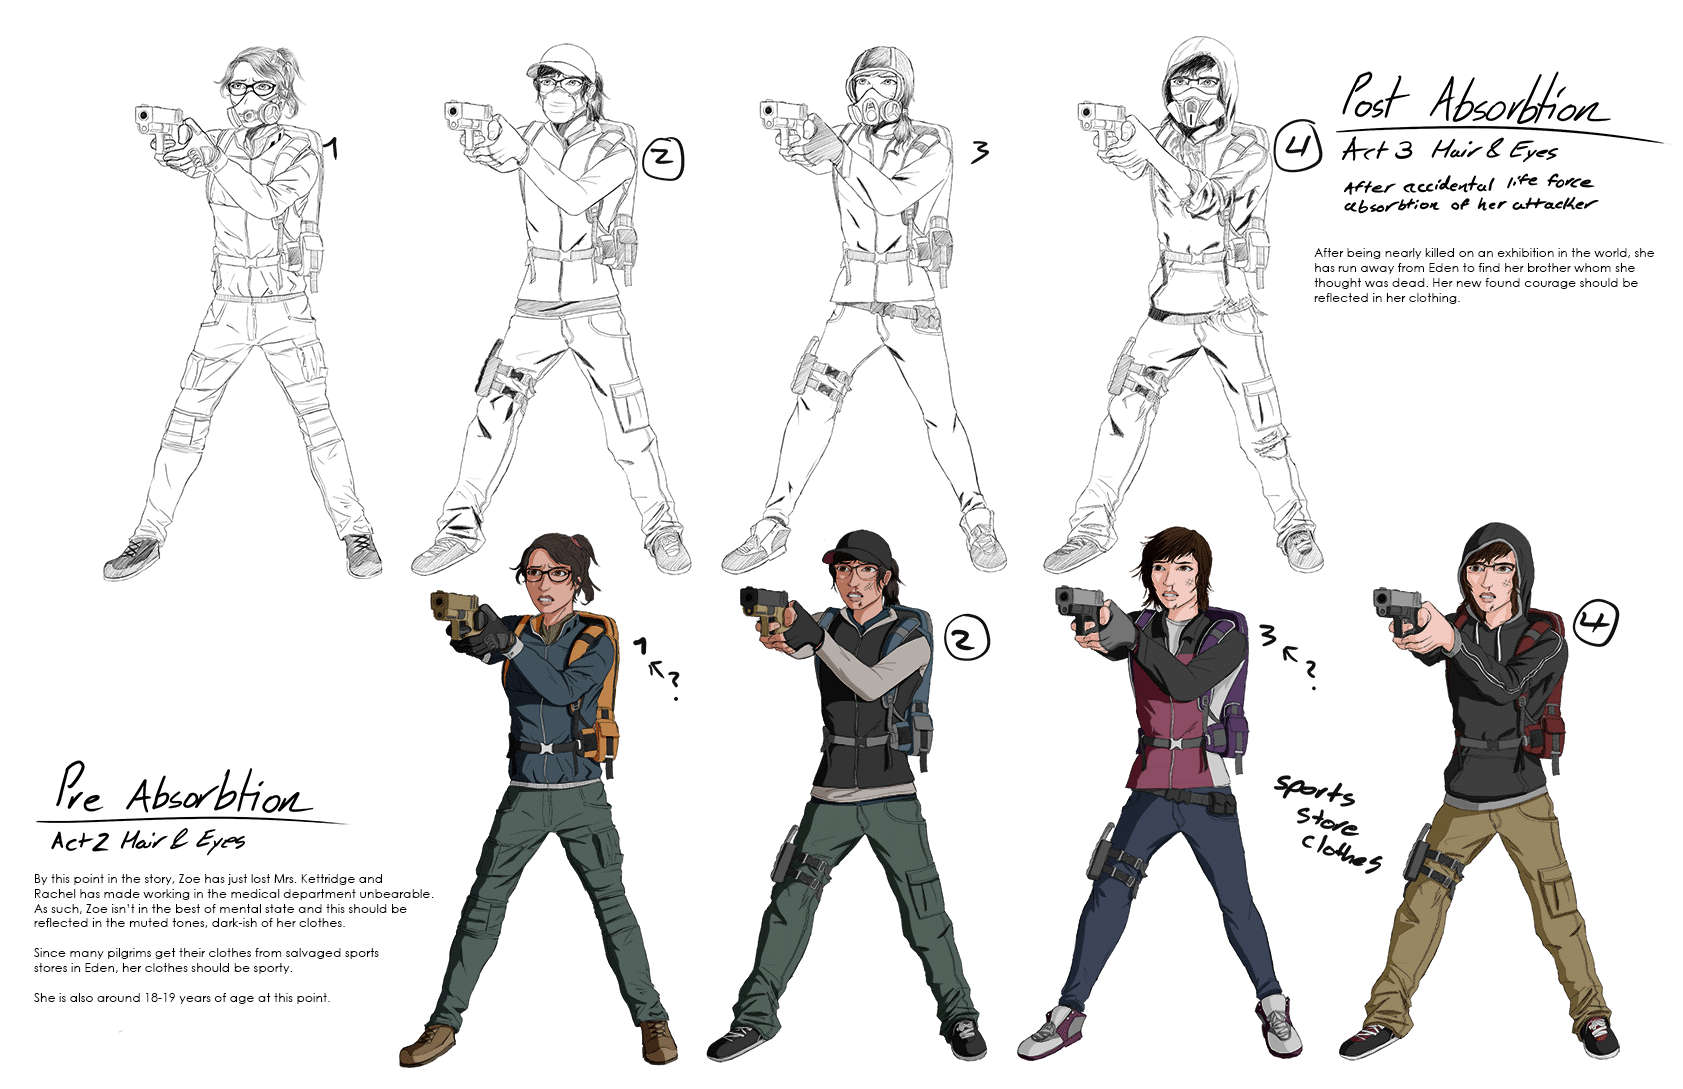 1
2
3
4
Post Absorbtion
Act 3 Hair & Eyes
After accidental life force
absorbtion of her attacker
After being nearly killed on an exhibition in the world, she
has run away from Eden to find her brother whom she
thought was dead. Her new found courage should be
reflected in her clothing.
1
?
2
3
?
4
sports
store
clothes
Pre Absorbtion
Act 2 Hair & Eyes
By this point in the story, Zoe has just lost Mrs. Kettridge and
Rachel has made working in the medical department unbearable.
As such, Zoe isn't in the best of mental state and this should be
reflected in the muted tones, dark-ish of her clothes.
Since many pilgrims get their clothes from salvaged sports
stores in Eden, her clothes should be sporty.
She is also around 18-19 years of age at this point.